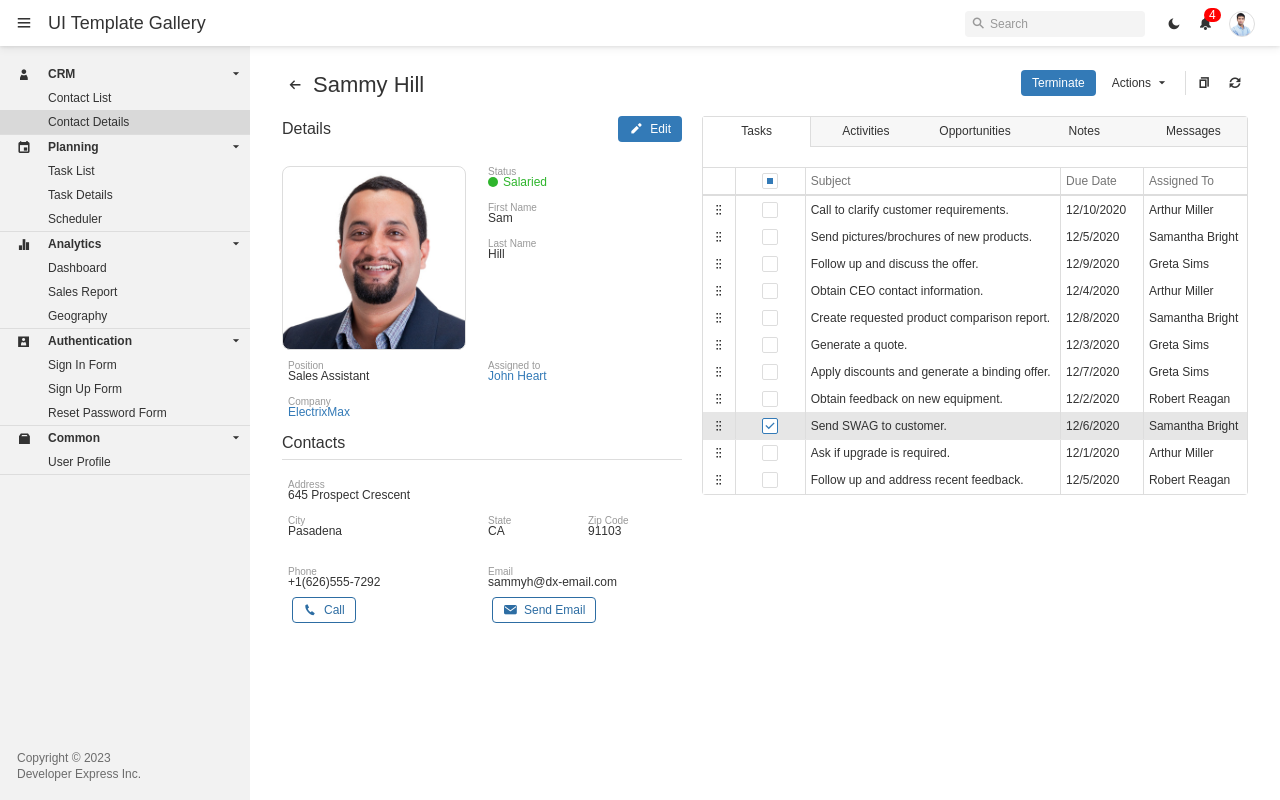 UI Template Gallery
Search
4
CRM
Contact List
Contact Details
Planning
Task List
Task Details
Scheduler
Analytics
Dashboard
Sales Report
Geography
Authentication
Sign In Form
Sign Up Form
Reset Password Form
Common
User Profile
Copyright © 2023
Developer Express Inc.
Sammy Hill
Terminate
Actions
Details
Edit
Status
Salaried
First Name
Sam
Last Name
Hill
Position
Sales Assistant
Assigned to
John Heart
Company
ElectrixMax
Contacts
Address
645 Prospect Crescent
City
Pasadena
State
CA
Zip Code
91103
Phone
+1(626)555-7292
Email
sammyh@dx-email.com
Call
Send Email
Tasks Activities Opportunities Notes Messages
Subject Due Date Assigned To
Call to clarify customer requirements. 12/10/2020 Arthur Miller
Send pictures/brochures of new products. 12/5/2020 Samantha Bright
Follow up and discuss the offer. 12/9/2020 Greta Sims
Obtain CEO contact information. 12/4/2020 Arthur Miller
Create requested product comparison report. 12/8/2020 Samantha Bright
Generate a quote. 12/3/2020 Greta Sims
Apply discounts and generate a binding offer. 12/7/2020 Greta Sims
Obtain feedback on new equipment. 12/2/2020 Robert Reagan
Send SWAG to customer. 12/6/2020 Samantha Bright
Ask if upgrade is required. 12/1/2020 Arthur Miller
Follow up and address recent feedback. 12/5/2020 Robert Reagan